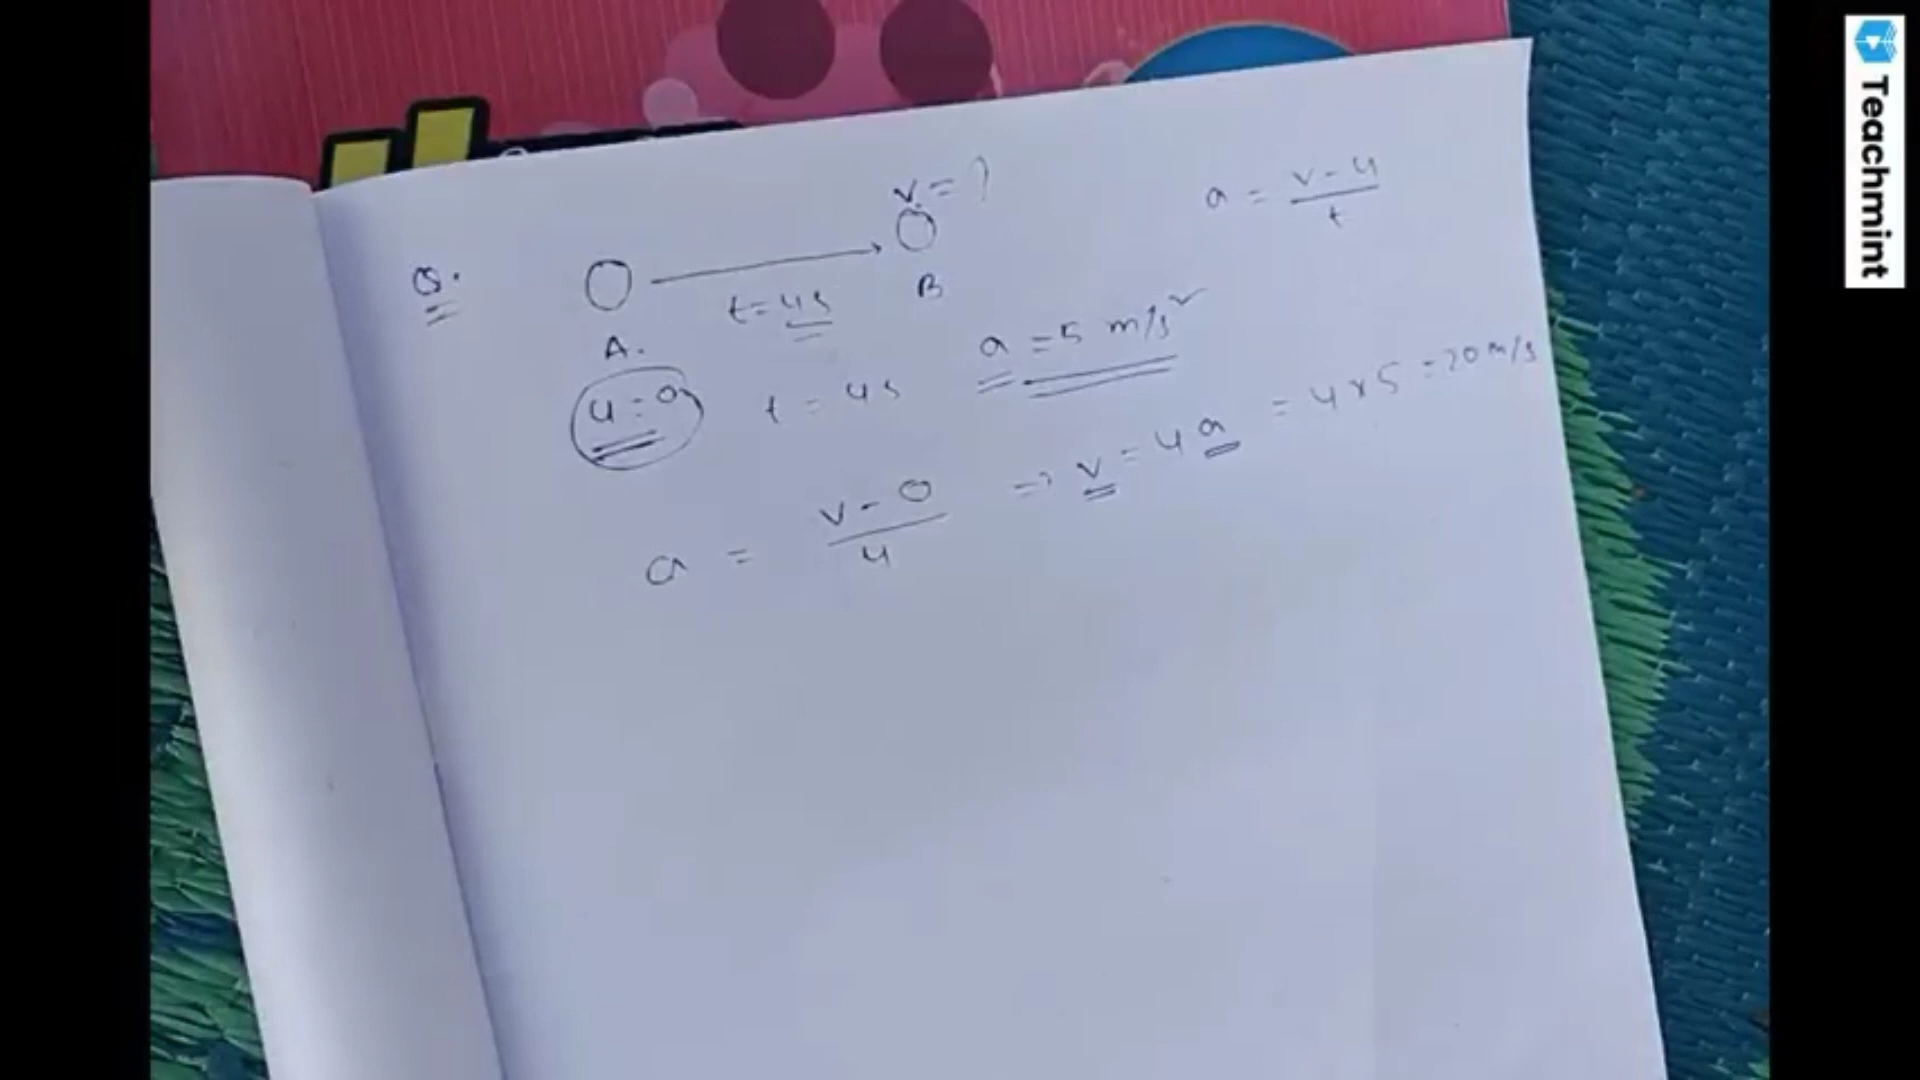 v = ?
a = (v - u)/t
Q.
t = 4s
B
A.
a = 5 m/s²
u = 0
t = 4s
a = (v - 0)/4 => v = 4a = 4 x 5 = 20 m/s
Teachmint